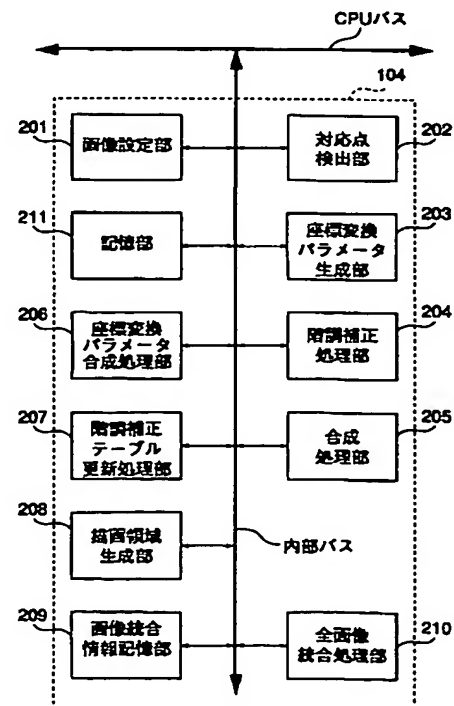 CPUバス
104
201
画像設定部
対応点
検出部
202
211
記憶部
座標変換
パラメータ
生成部
203
206
座標変換
パラメータ
合成処理部
階調補正
処理部
204
207
階調補正
テーブル
更新処理部
合成
処理部
205
208
描画領域
生成部
内部バス
209
画像統合
情報記憶部
全画像
統合処理部
210